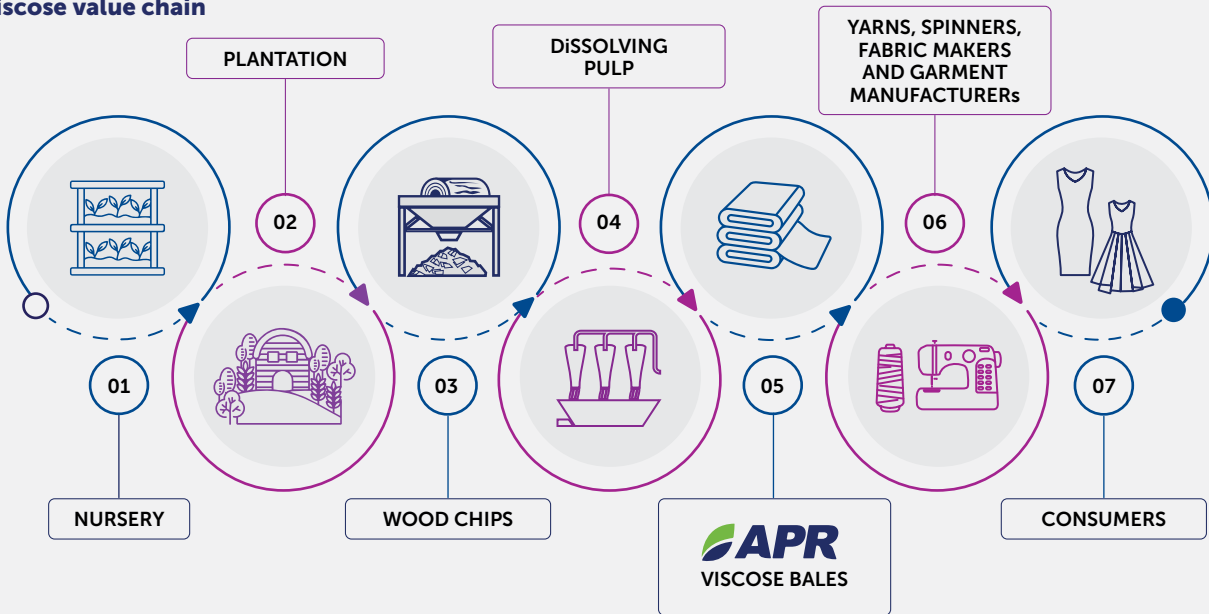 iscose value chain
PLANTATION
DiSSOLVING
PULP
YARNS, SPINNERS,
FABRIC MAKERS
AND GARMENT
MANUFACTURERs
02
04
06
01
03
05
07
NURSERY
WOOD CHIPS
APR
VISCOSE BALES
CONSUMERS